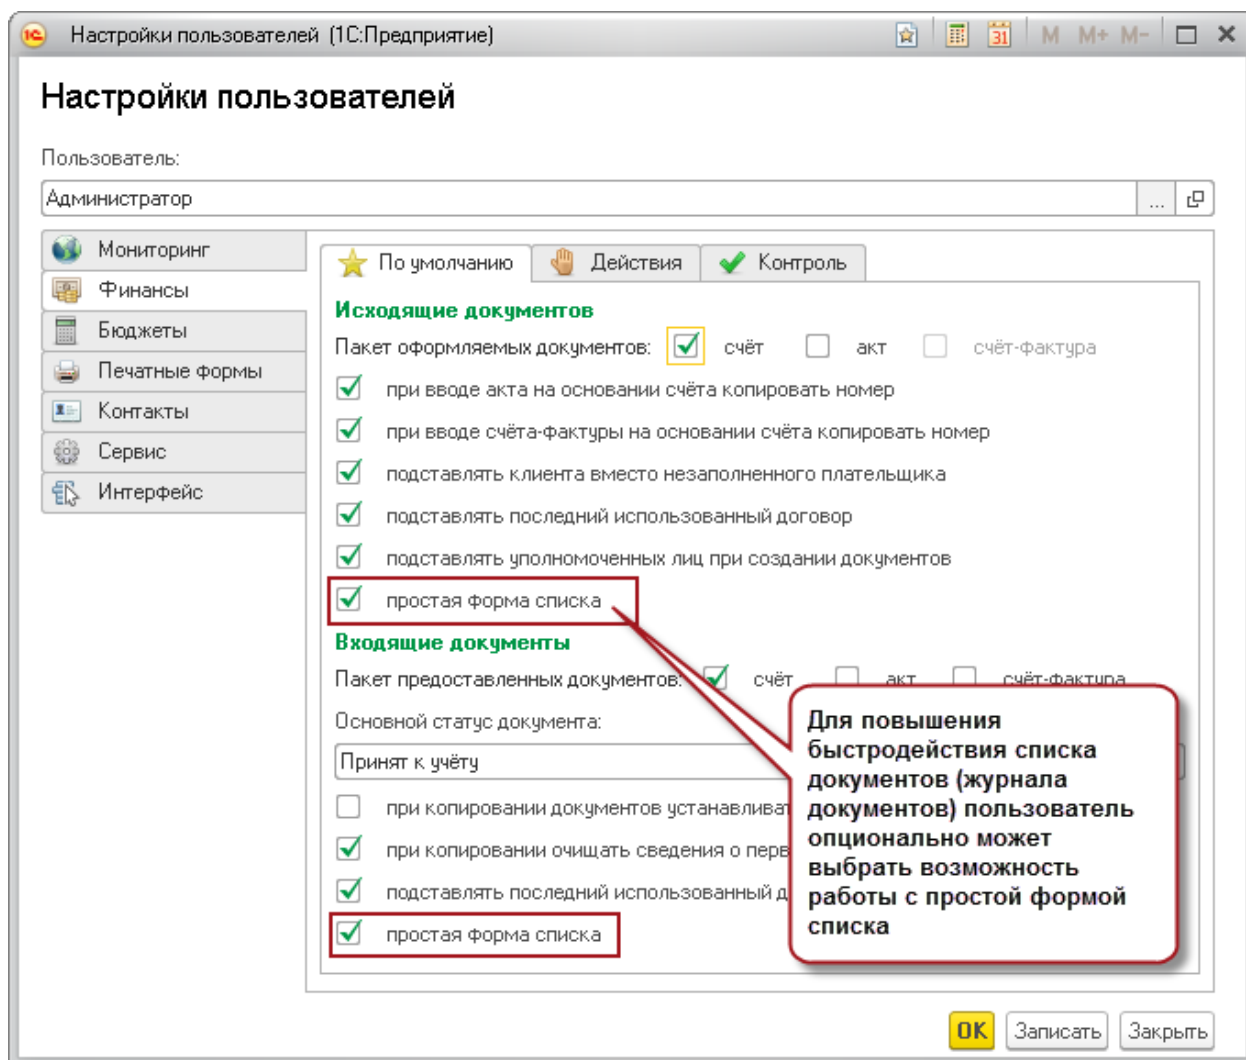 Настройки пользователей (1С:Предприятие)
31 M M+ M-
Настройки пользователей
Пользователь:
Администратор
...
Мониторинг
Финансы
Бюджеты
Печатные формы
Контакты
Сервис
Интерфейс
По умолчанию Действия Контроль
Исходящие документов
Пакет оформляемых документов: счёт акт счёт-фактура
при вводе акта на основании счёта копировать номер
при вводе счёта-фактуры на основании счёта копировать номер
подставлять клиента вместо незаполненного плательщика
подставлять последний использованный договор
подставлять уполномоченных лиц при создании документов
простая форма списка
Входящие документы
Пакет предоставленных документов: счёт акт счёт-фактура
Основной статус документа:
Принят к учёту
при копировании документов устанавливат
при копировании очищать сведения о перв
подставлять последний использованный д
простая форма списка
Для повышения
быстродействия списка
документов (журнала
документов) пользователь
опционально может
выбрать возможность
работы с простой формой
списка
OK Записать Закрыть